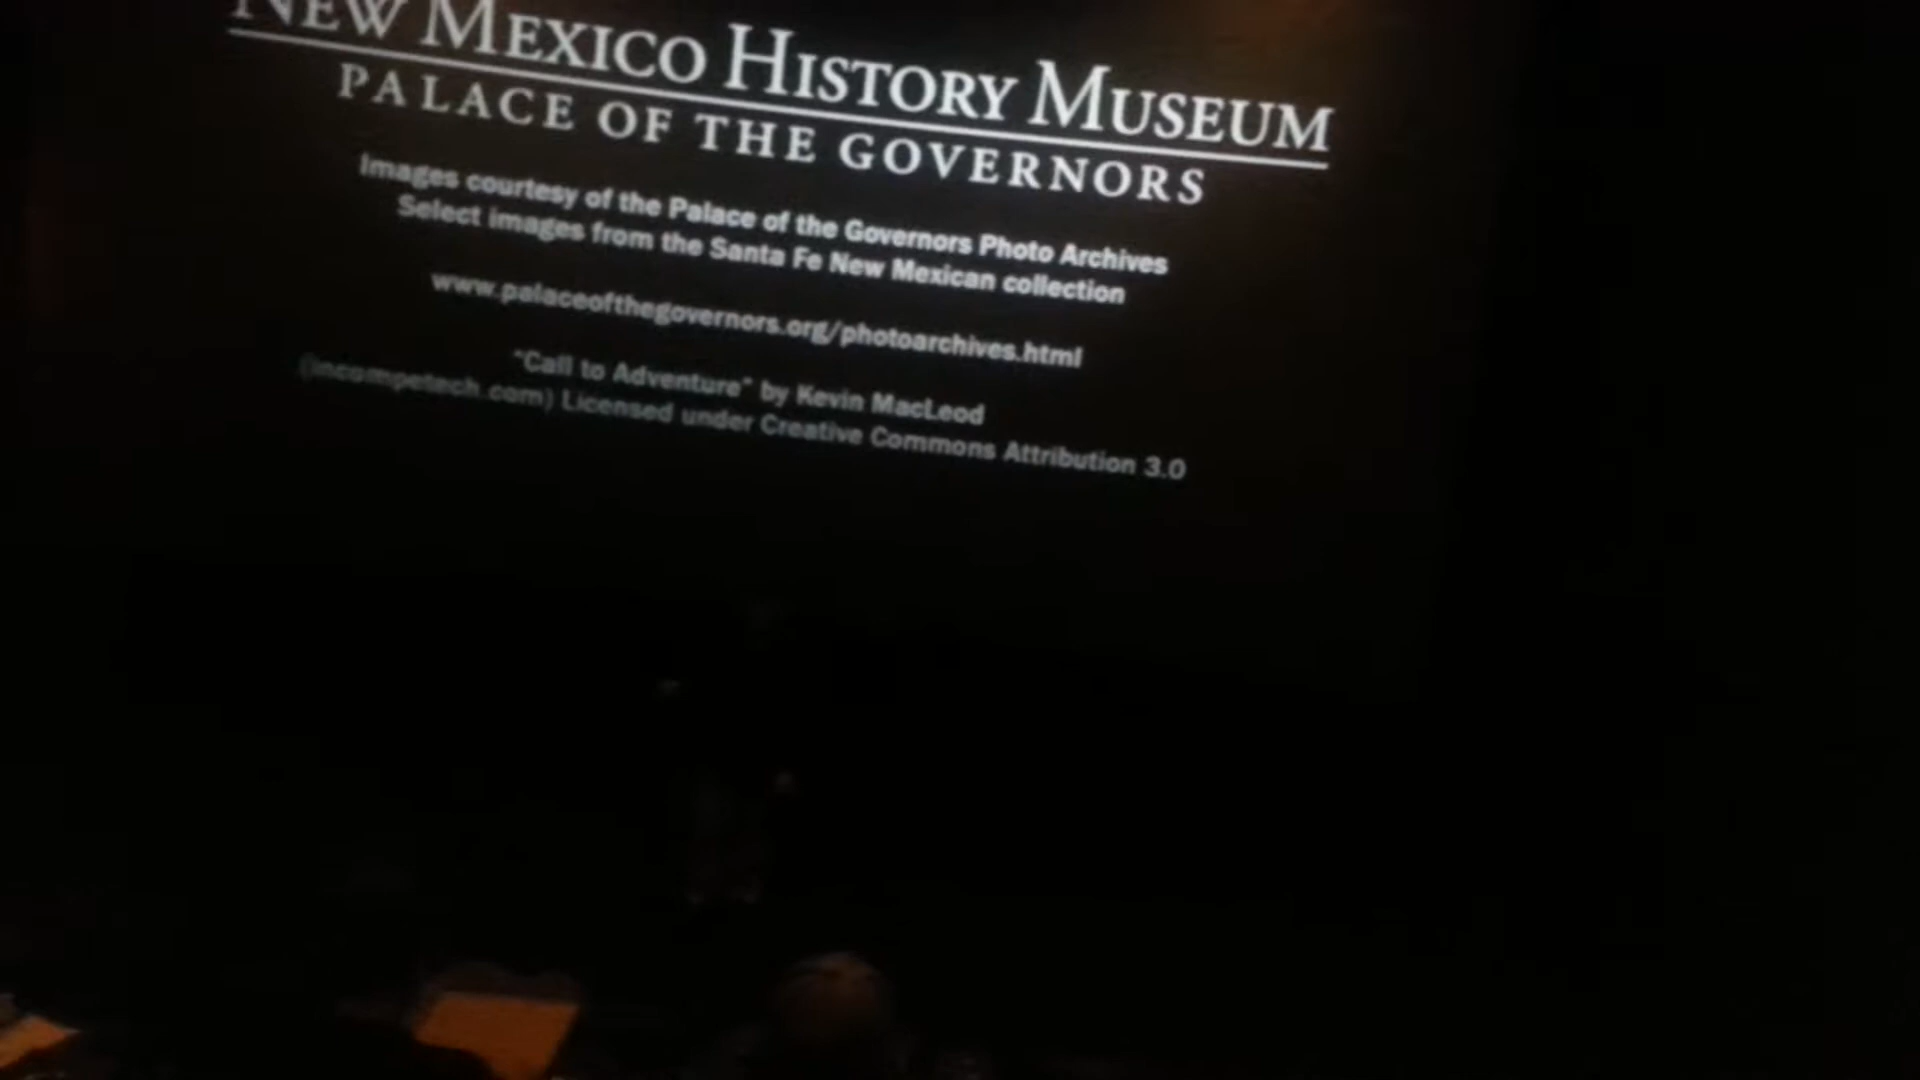 NEW MEXICO HISTORY MUSEUM
PALACE OF THE GOVERNORS
Images courtesy of the Palace of the Governors Photo Archives
Select images from the Santa Fe New Mexican collection
www.palaceofthegovernors.org/photoarchives.html
"Call to Adventure" by Kevin MacLeod
(incompetech.com) Licensed under Creative Commons Attribution 3.0